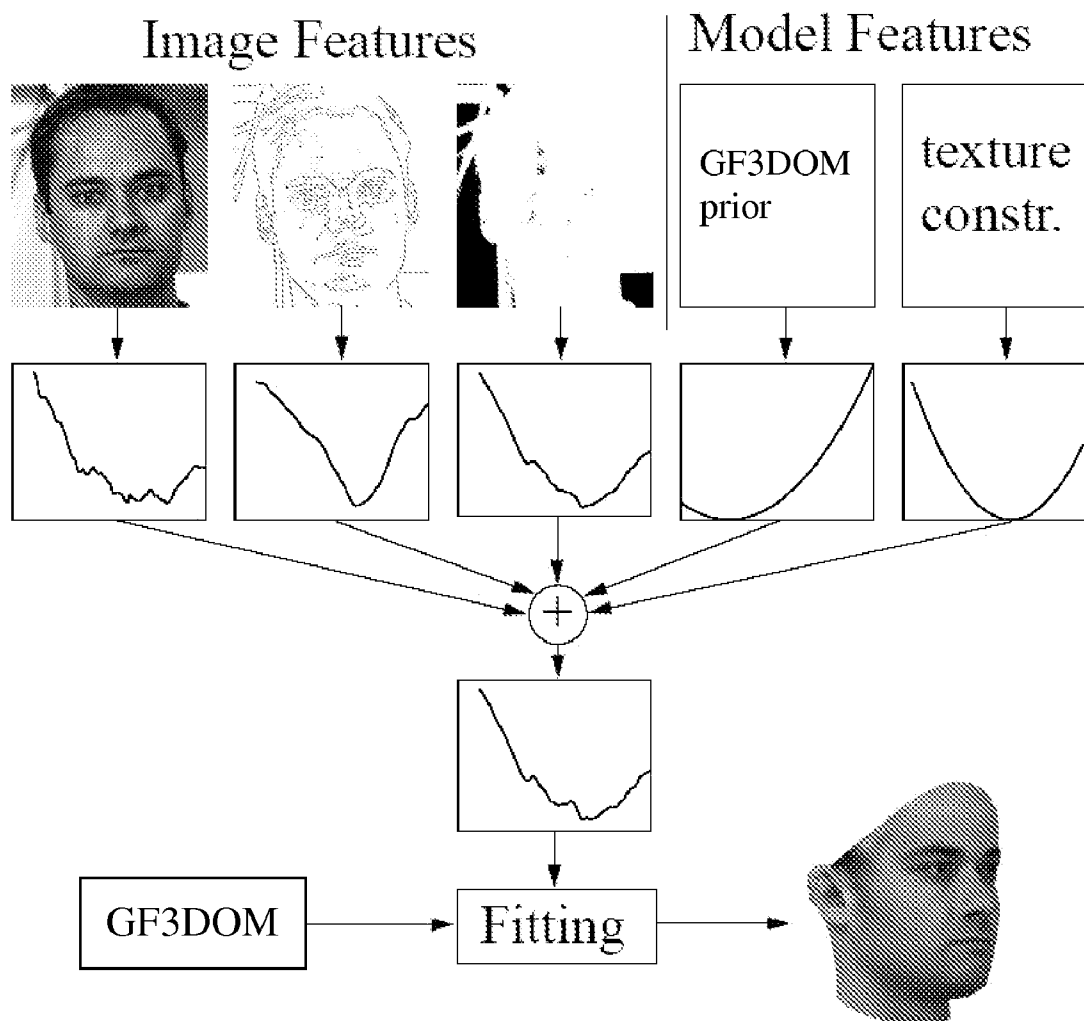 Image Features
Model Features
GF3DOM
prior
texture
constr.
+
GF3DOM
Fitting